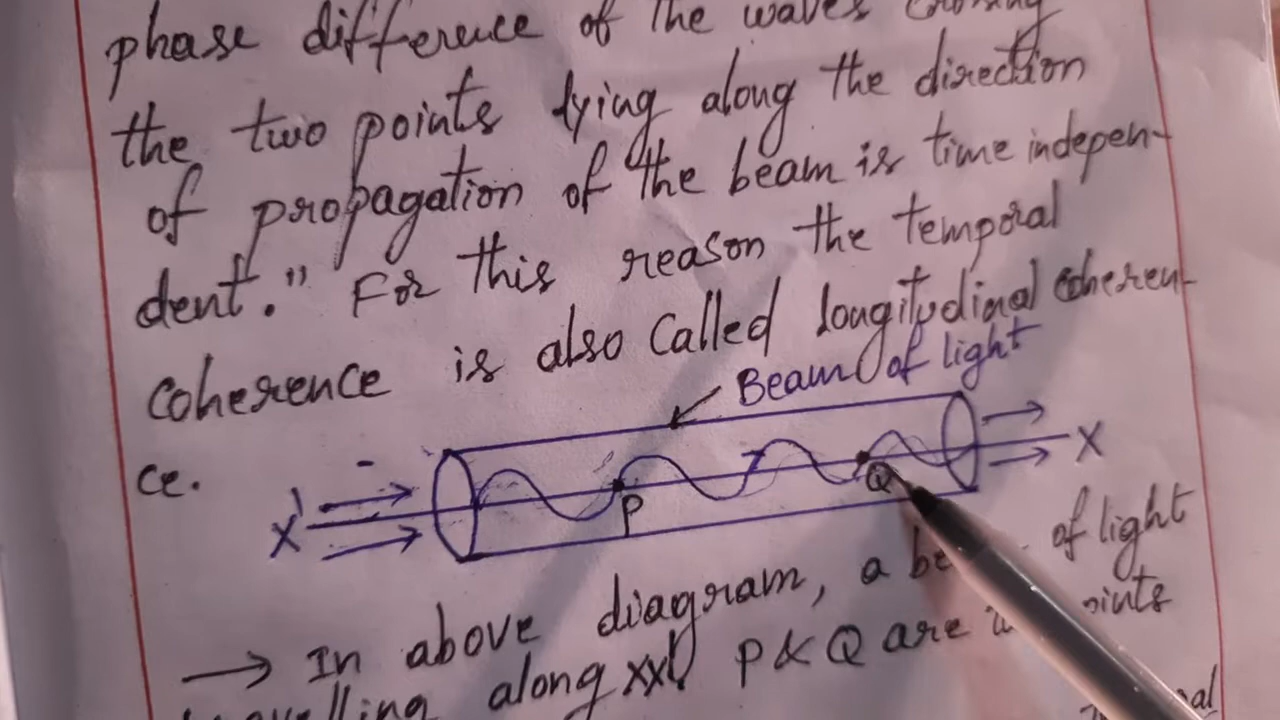 phase difference of the waves crossing
the two points lying along the direction
of propagation of the beam is time indepen-
dent." For this reason the temporal
coherence is also called longitudinal coheren-
ce.
Beam of light
X' X
P Q
→ In above diagram, a of light
along xx' P & Q are